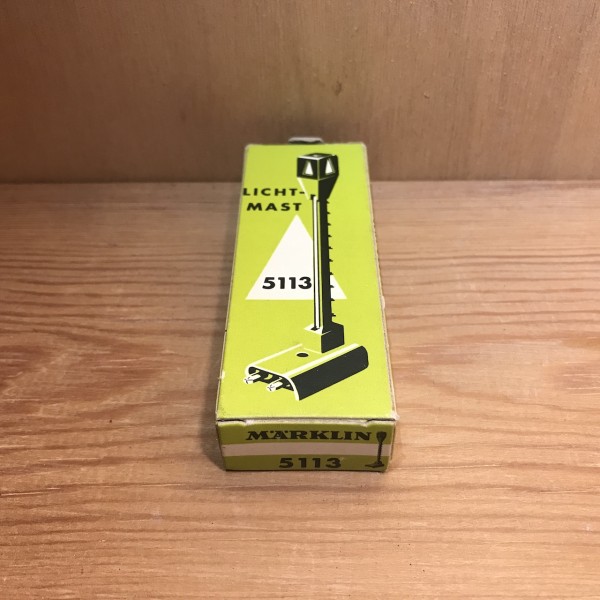 LICHT-
MAST
5113
MÄRKLIN
5113